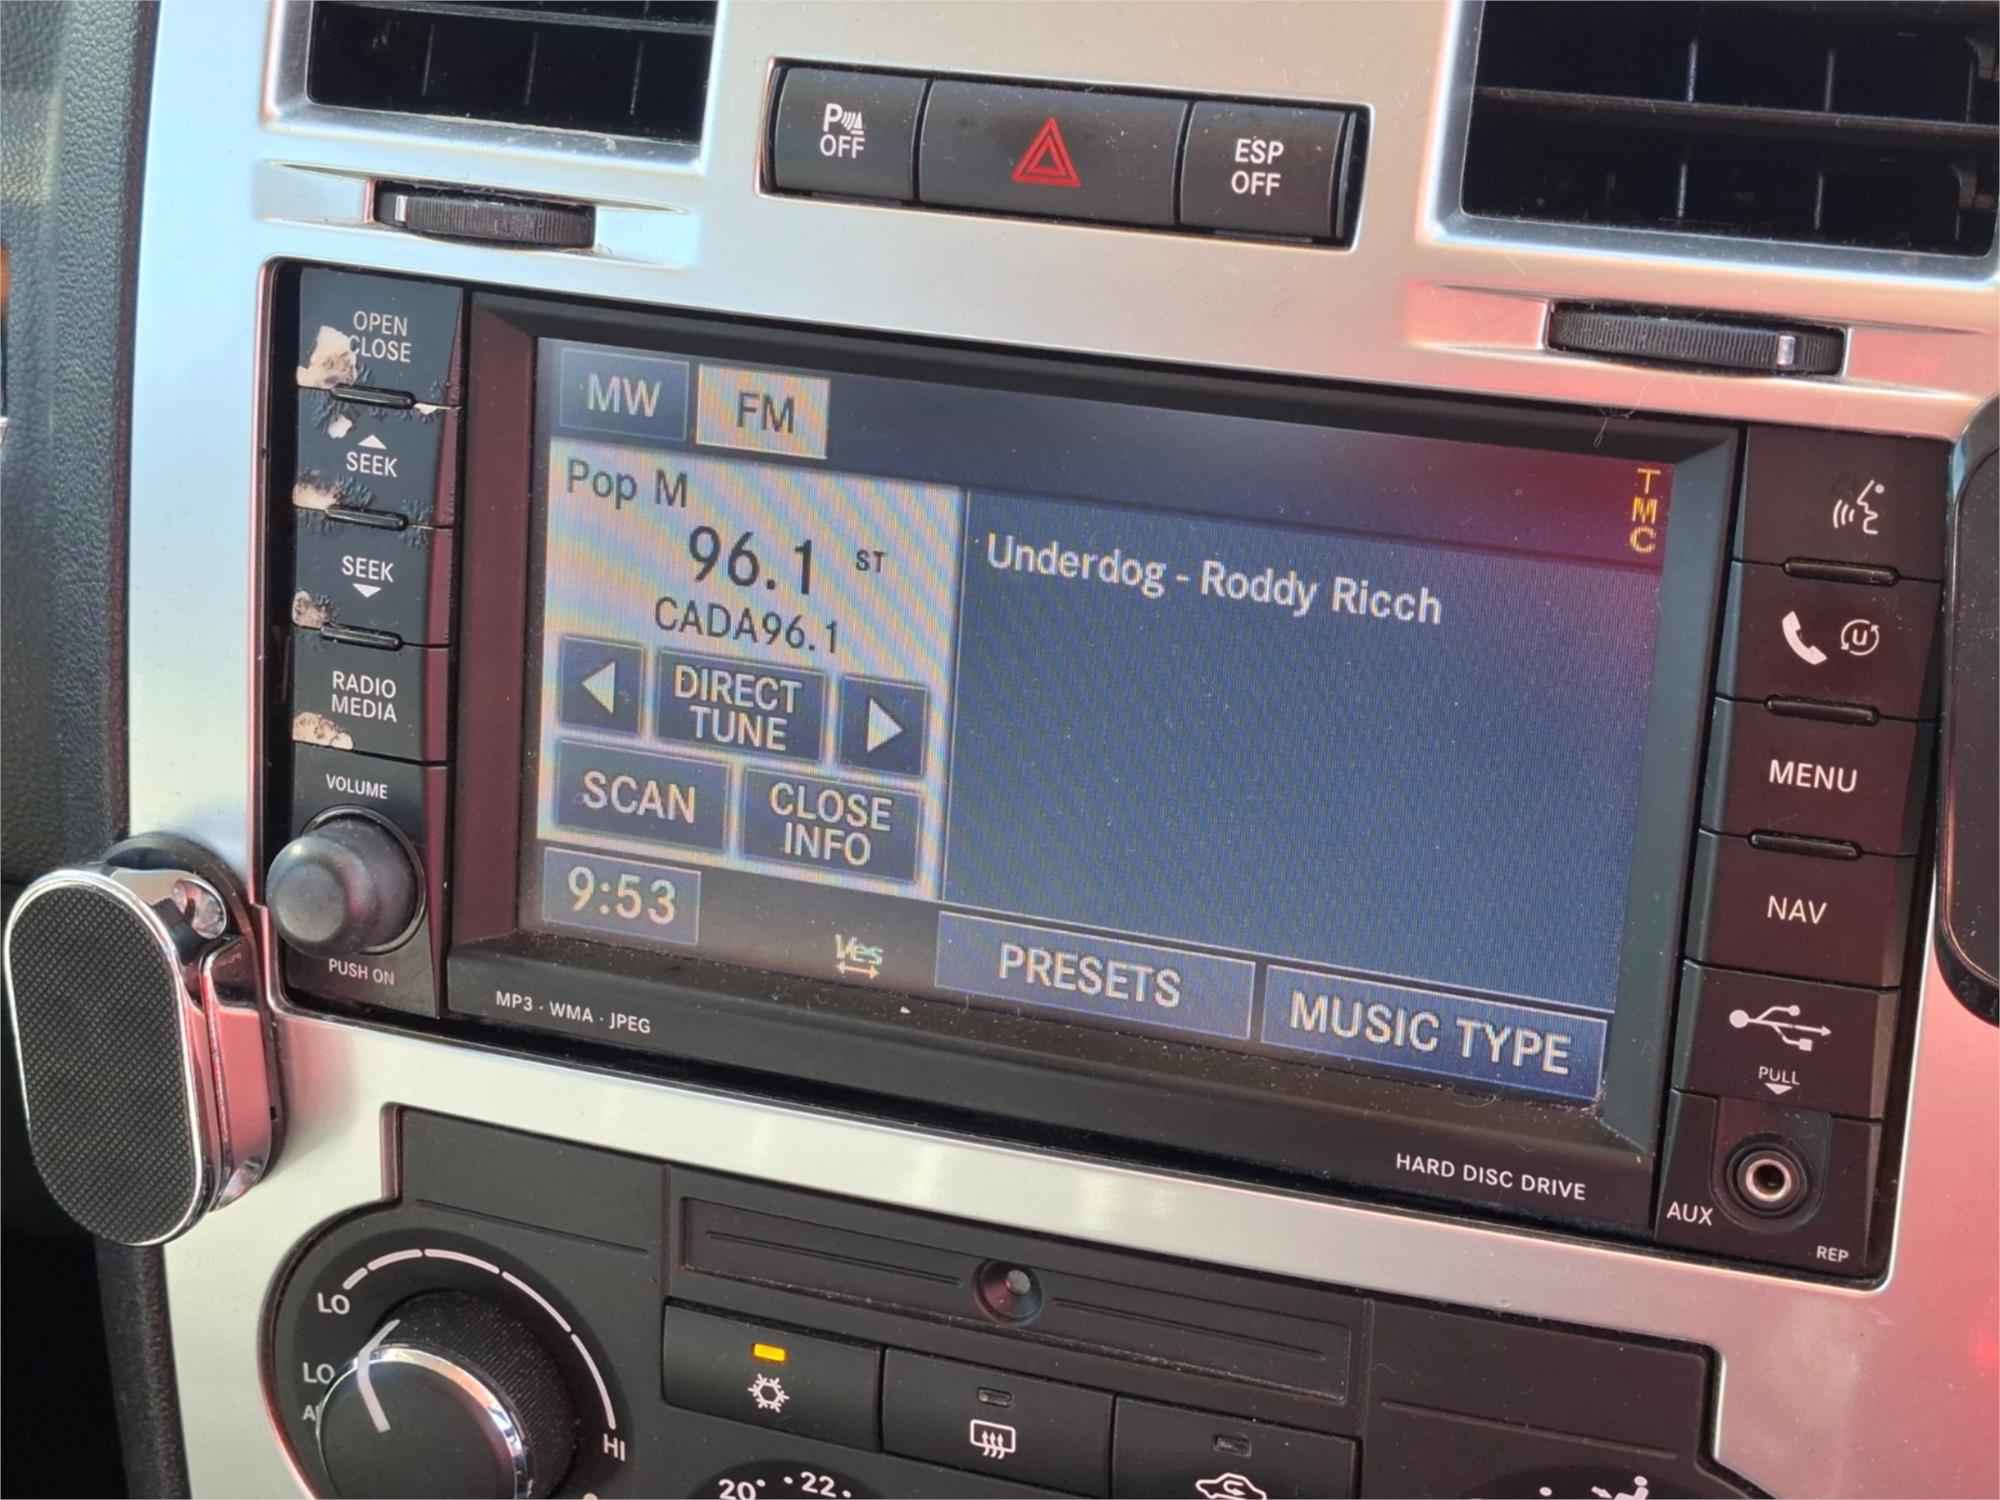 P OFF
ESP
OFF
OPEN
CLOSE
SEEK
SEEK
RADIO
MEDIA
VOLUME
PUSH ON
MW
FM
TMC
Pop M
96.1 ST
CADA96.1
DIRECT
TUNE
SCAN
CLOSE
INFO
9:53
Underdog - Roddy Ricch
Ves
PRESETS
MUSIC TYPE
MENU
NAV
PULL
AUX
REP
MP3 · WMA · JPEG
HARD DISC DRIVE
LO
LO
HI
20° · 22 ·